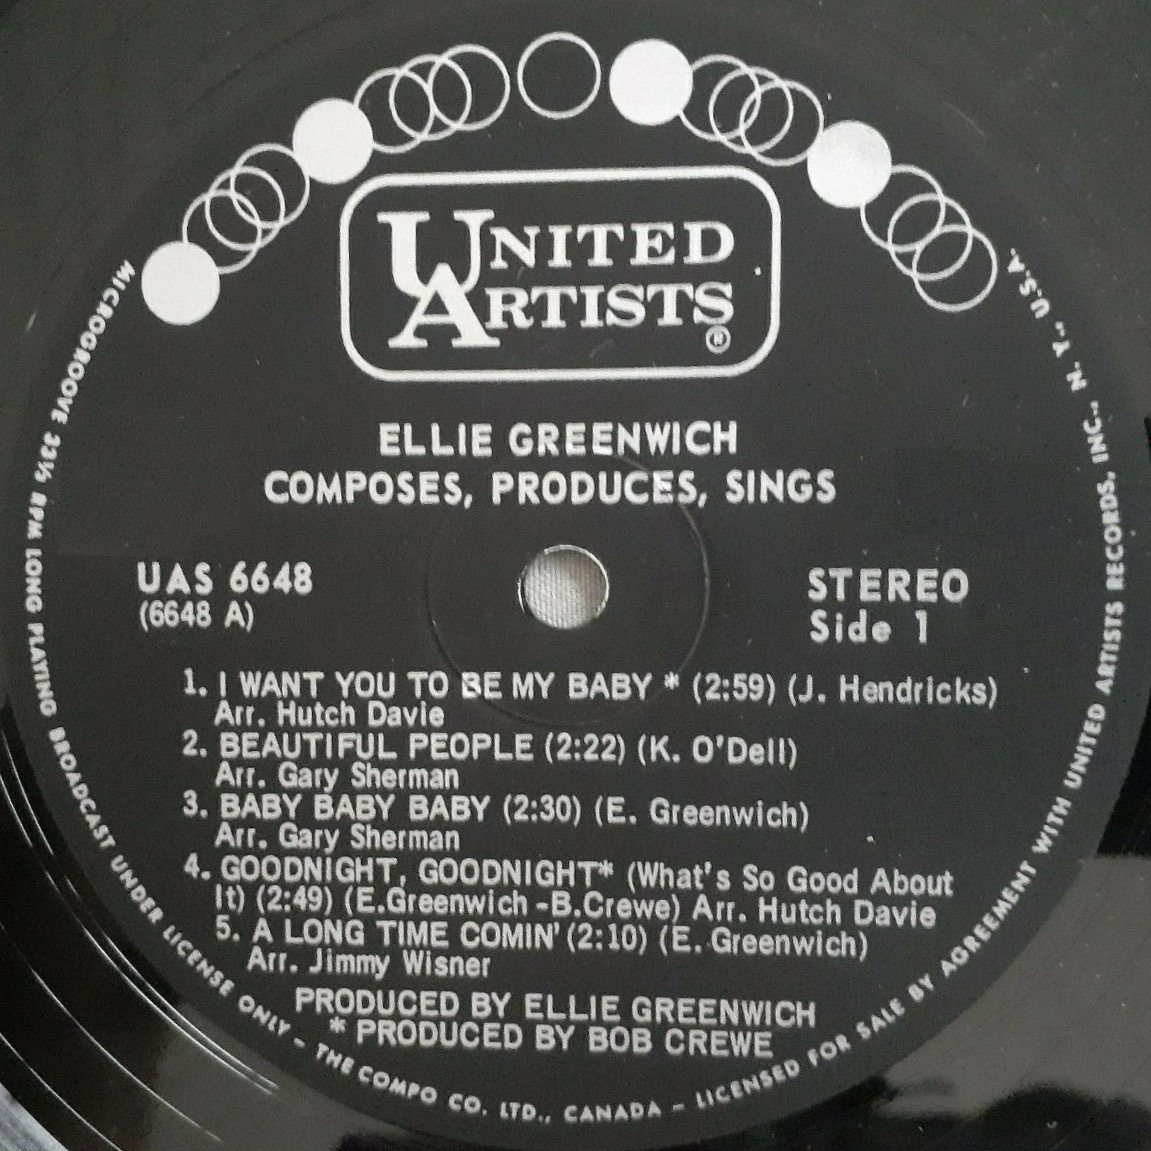 UNITED
ARTISTS
®
ELLIE GREENWICH
COMPOSES, PRODUCES, SINGS
UAS 6648
(6648 A)
STEREO
Side 1
1. I WANT YOU TO BE MY BABY * (2:59) (J. Hendricks)
Arr. Hutch Davie
2. BEAUTIFUL PEOPLE (2:22) (K. O'Dell)
Arr. Gary Sherman
3. BABY BABY BABY (2:30) (E. Greenwich)
Arr. Gary Sherman
4. GOODNIGHT, GOODNIGHT* (What's So Good About
It) (2:49) (E.Greenwich -B.Crewe) Arr. Hutch Davie
5. A LONG TIME COMIN' (2:10) (E. Greenwich)
Arr. Jimmy Wisner
PRODUCED BY ELLIE GREENWICH
* PRODUCED BY BOB CREWE
MICROGROOVE 33⅓ RPM LONG PLAYING BROADCAST UNDER LICENSE ONLY – THE COMPO CO. LTD., CANADA – LICENSED FOR SALE BY AGREEMENT WITH UNITED ARTISTS RECORDS, INC., N. Y., U.S.A.